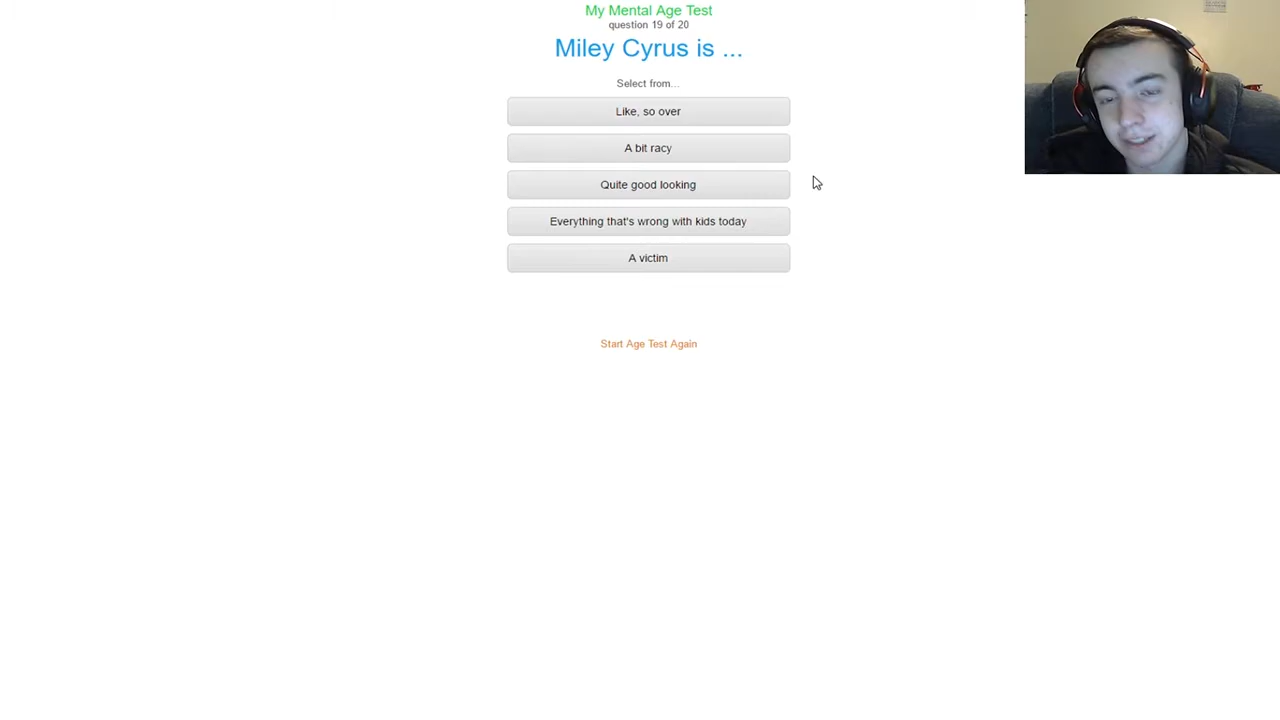 My Mental Age Test
question 19 of 20
Miley Cyrus is ...
Select from...
Like, so over
A bit racy
Quite good looking
Everything that's wrong with kids today
A victim
Start Age Test Again